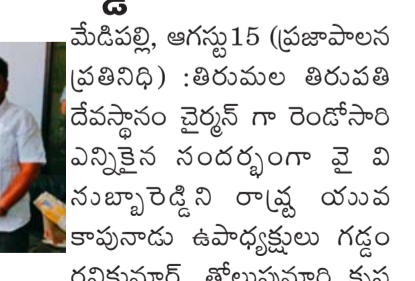 మేడిపల్లి, ఆగస్టు15 (ప్రజాపాలన
ప్రతినిధి) :తిరుమల తిరుపతి
దేవస్థానం చైర్మన్ గా రెండోసారి
ఎన్నికైన సందర్భంగా వై వి
సుబ్బారెడ్డిని రాష్ట్ర యువ
కాపునాడు ఉపాధ్యక్షులు గడ్డం